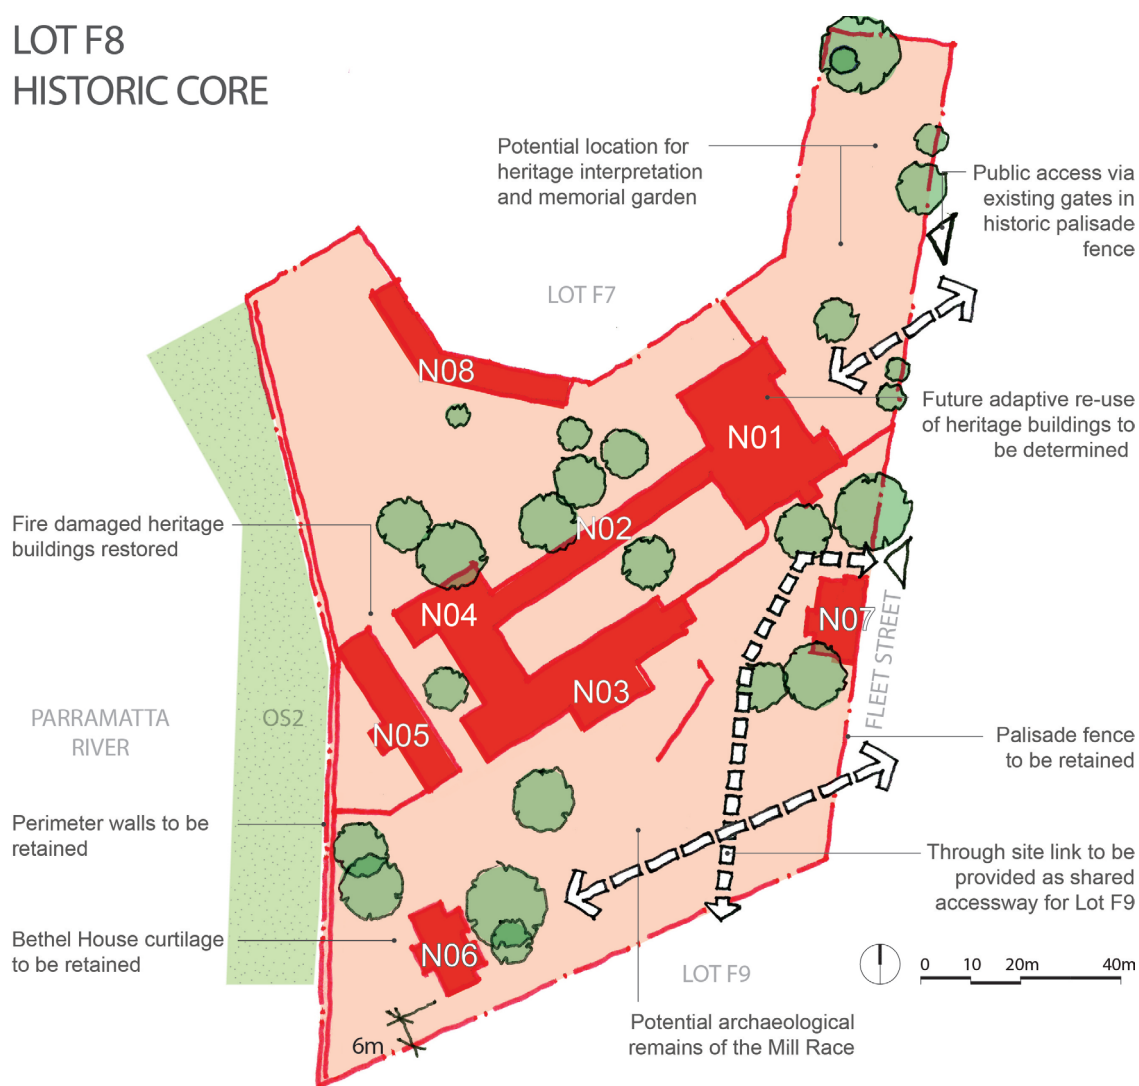 LOT F8
HISTORIC CORE
Potential location for
heritage interpretation
and memorial garden
Public access via
existing gates in
historic palisade
fence
LOT F7
N08
Future adaptive re-use
of heritage buildings to
be determined
N01
Fire damaged heritage
buildings restored
N02
N04
N07
FLEET STREET
N03
PARRAMATTA
RIVER
OS2
N05
Palisade fence
to be retained
Perimeter walls to be
retained
Through site link to be
provided as shared
accessway for Lot F9
Bethel House curtilage
to be retained
N06
LOT F9
0 10 20m 40m
Potential archaeological
remains of the Mill Race
6m